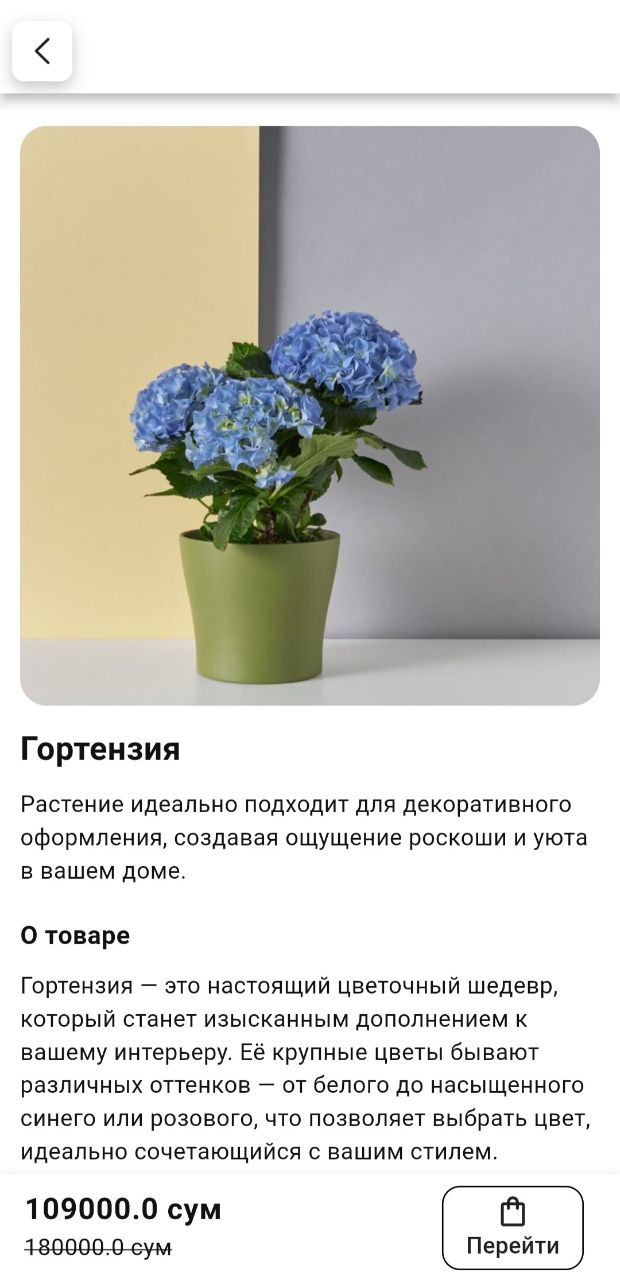 Гортензия
Растение идеально подходит для декоративного
оформления, создавая ощущение роскоши и уюта
в вашем доме.
О товаре
Гортензия — это настоящий цветочный шедевр,
который станет изысканным дополнением к
вашему интерьеру. Её крупные цветы бывают
различных оттенков — от белого до насыщенного
синего или розового, что позволяет выбрать цвет,
идеально сочетающийся с вашим стилем.
109000.0 сум
180000.0 сум
Перейти